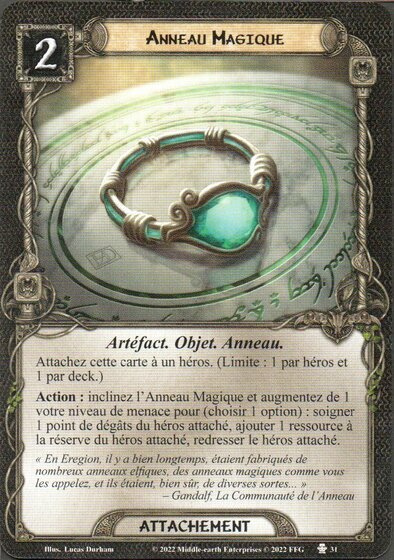 ANNEAU MAGIQUE
2
Artéfact. Objet. Anneau.
Attachez cette carte à un héros. (Limite : 1 par héros et
1 par deck.)
Action : inclinez l'Anneau Magique et augmentez de 1
votre niveau de menace pour (choisir 1 option) : soigner
1 point de dégâts du héros attaché, ajouter 1 ressource à
la réserve du héros attaché, redresser le héros attaché.
« En Eregion, il y a bien longtemps, étaient fabriqués de
nombreux anneaux elfiques, des anneaux magiques comme vous
les appelez, et ils étaient, bien sûr, de diverses sortes... »
– Gandalf, La Communauté de l'Anneau
ATTACHEMENT
Illus. Lucas Durham
© 2022 Middle-earth Enterprises © 2022 FFG
31